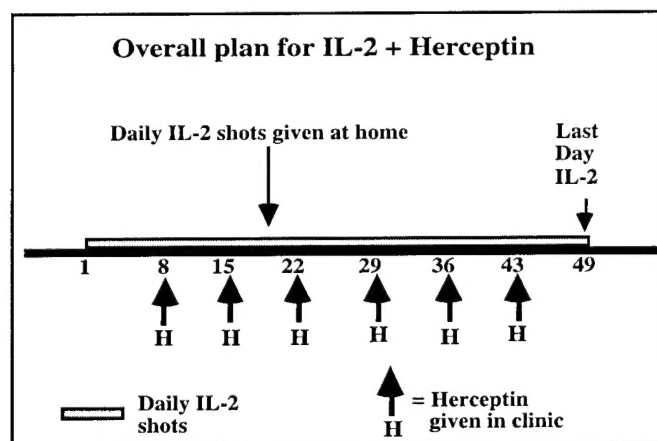 Overall plan for IL-2 + Herceptin
Daily IL-2 shots given at home
Last
Day
IL-2
1 8 15 22 29 36 43 49
H H H H H H
Daily IL-2
shots
H
= Herceptin
given in clinic